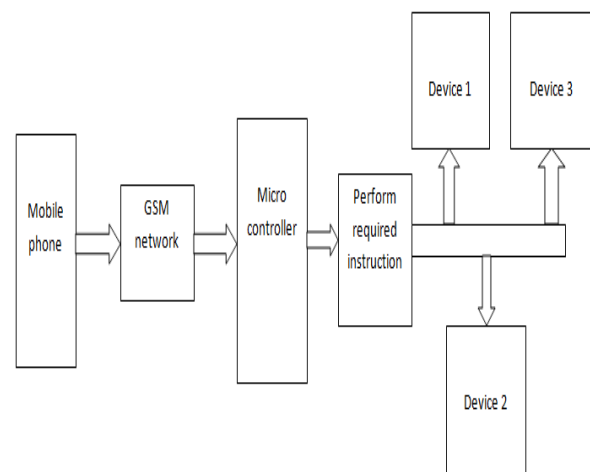 Mobile
phone
GSM
network
Micro
controller
Perform
required
instruction
Device 1
Device 3
Device 2